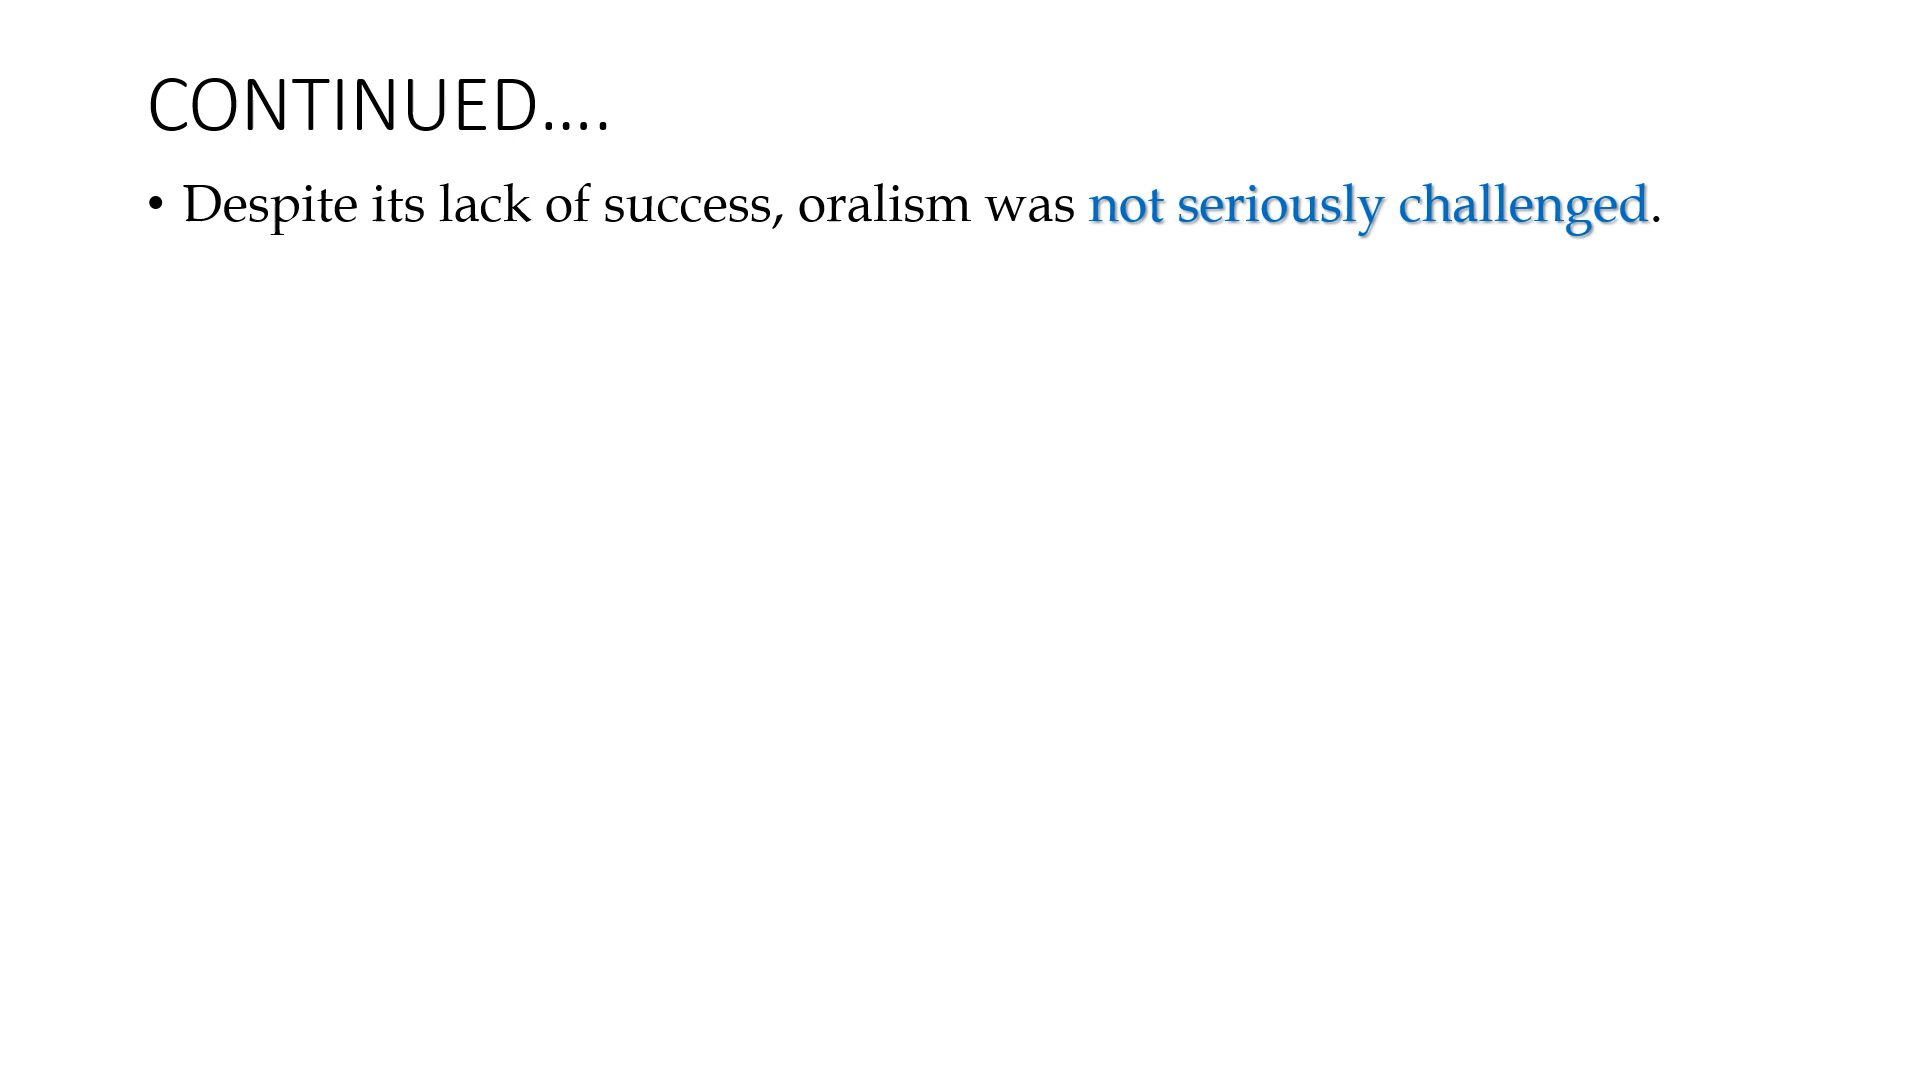 CONTINUED….
• Despite its lack of success, oralism was not seriously challenged.